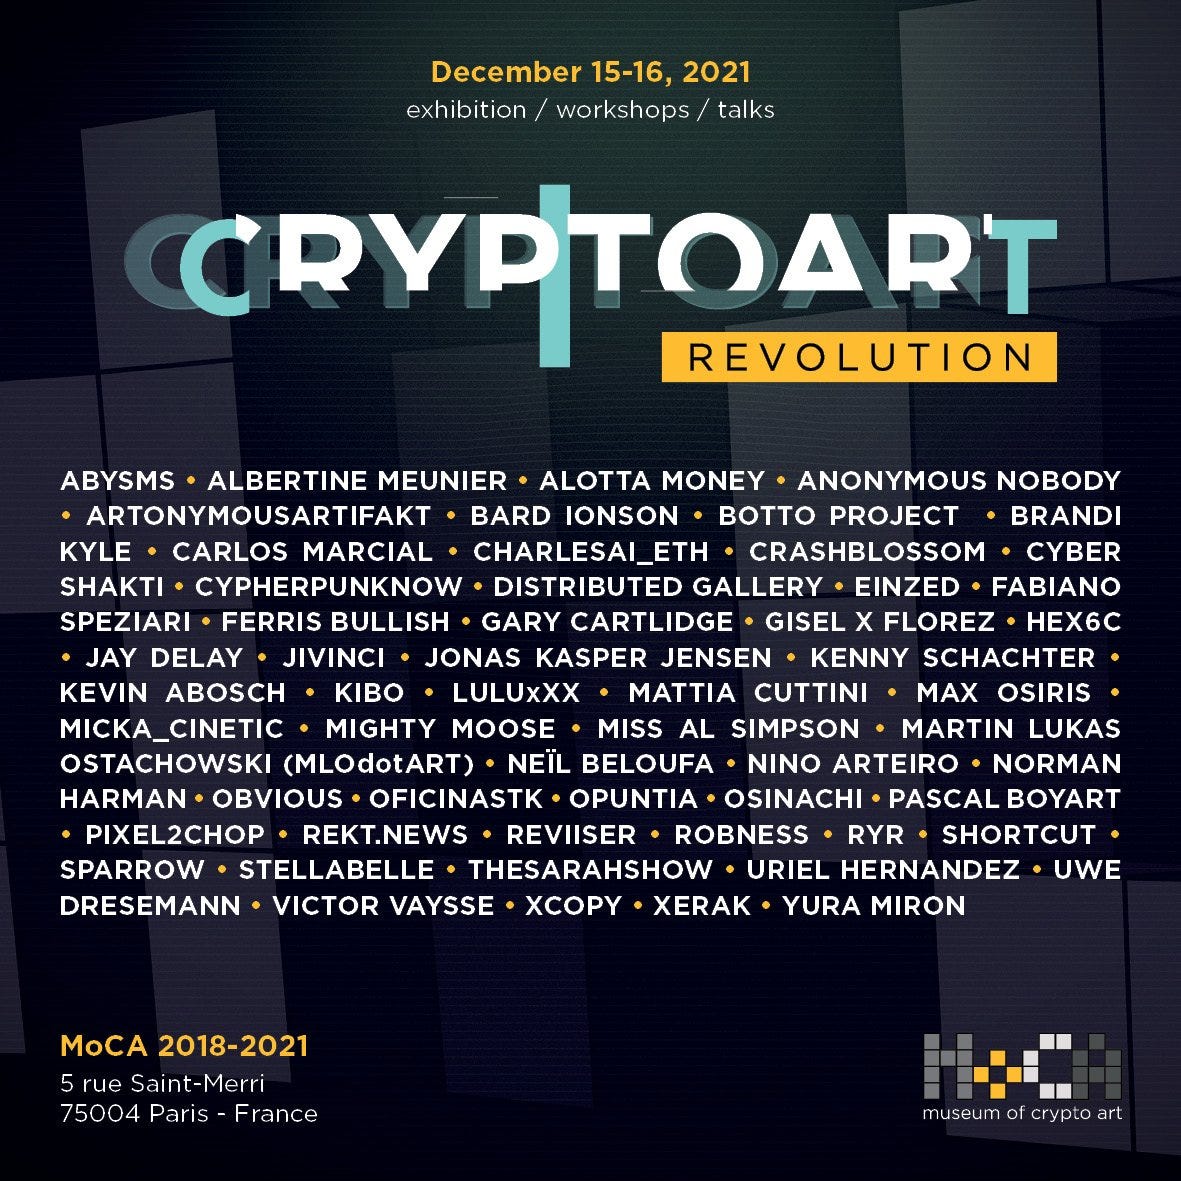 December 15-16, 2021
exhibition / workshops / talks
CRYPTOART
REVOLUTION
ABYSMS • ALBERTINE MEUNIER • ALOTTA MONEY • ANONYMOUS NOBODY
• ARTONYMOUSARTIFAKT • BARD IONSON • BOTTO PROJECT • BRANDI
KYLE • CARLOS MARCIAL • CHARLESAI_ETH • CRASHBLOSSOM • CYBER
SHAKTI • CYPHERPUNKNOW • DISTRIBUTED GALLERY • EINZED • FABIANO
SPEZIARI • FERRIS BULLISH • GARY CARTLIDGE • GISEL X FLOREZ • HEX6C
• JAY DELAY • JIVINCI • JONAS KASPER JENSEN • KENNY SCHACHTER •
KEVIN ABOSCH • KIBO • LULUxXX • MATTIA CUTTINI • MAX OSIRIS •
MICKA_CINETIC • MIGHTY MOOSE • MISS AL SIMPSON • MARTIN LUKAS
OSTACHOWSKI (MLOdotART) • NEÏL BELOUFA • NINO ARTEIRO • NORMAN
HARMAN • OBVIOUS • OFICINASTK • OPUNTIA • OSINACHI • PASCAL BOYART
• PIXEL2CHOP • REKT.NEWS • REVIISER • ROBNESS • RYR • SHORTCUT •
SPARROW • STELLABELLE • THESARAHSHOW • URIEL HERNANDEZ • UWE
DRESEMANN • VICTOR VAYSSE • XCOPY • XERAK • YURA MIRON
MoCA 2018-2021
5 rue Saint-Merri
75004 Paris - France
MoCA
museum of crypto art